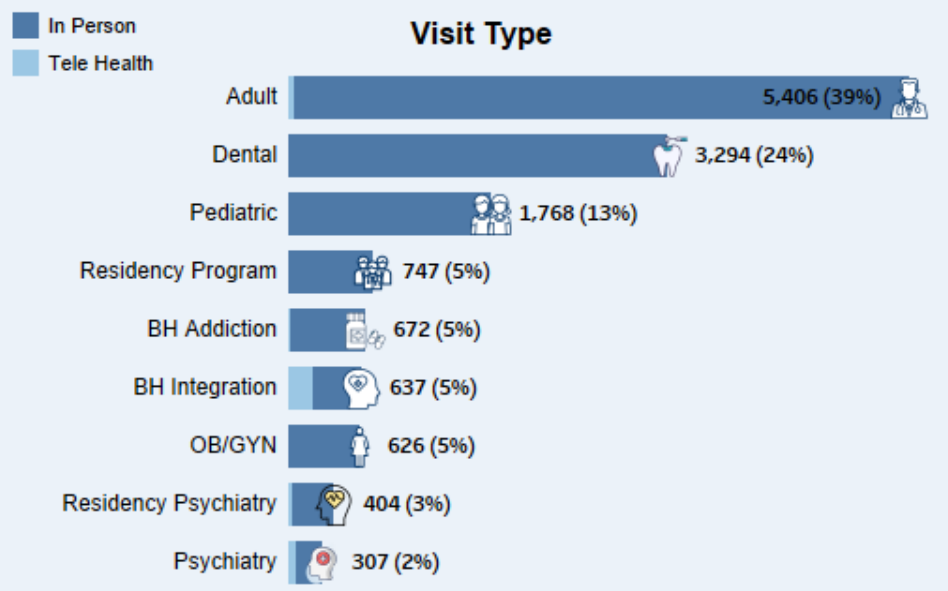 In Person
Tele Health
Visit Type
Adult 5,406 (39%)
Dental 3,294 (24%)
Pediatric 1,768 (13%)
Residency Program 747 (5%)
BH Addiction 672 (5%)
BH Integration 637 (5%)
OB/GYN 626 (5%)
Residency Psychiatry 404 (3%)
Psychiatry 307 (2%)